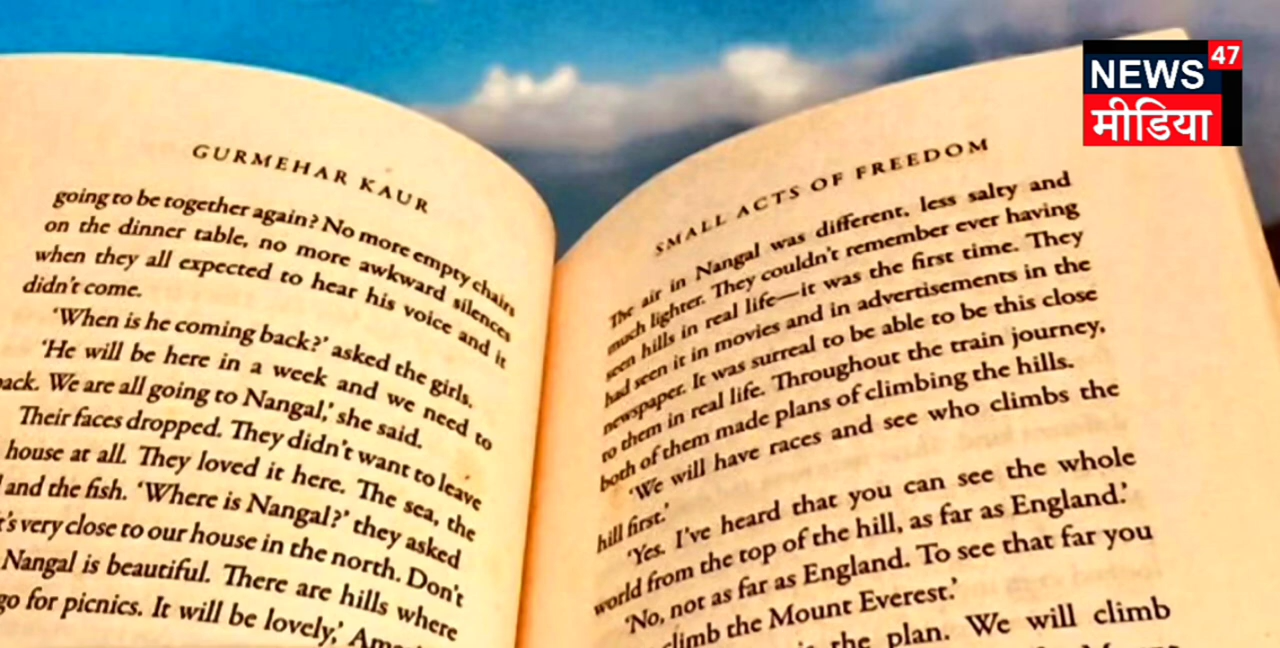 GURMEHAR KAUR
going to be together again? No more empty chairs
on the dinner table, no more awkward silences
when they all expected to hear his voice and it
didn't come.
'When is he coming back?' asked the girls.
'He will be here in a week and we need to
back. We are all going to Nangal,' she said.
Their faces dropped. They didn't want to leave
house at all. They loved it here. The sea, the
and the fish. 'Where is Nangal?' they asked
very close to our house in the north. Don't
Nangal is beautiful. There are hills where
go for picnics. It will be lovely,'
SMALL ACTS OF FREEDOM
The air in Nangal was different, less salty and
much lighter. They couldn't remember ever having
seen hills in real life—it was the first time. They
had seen it in movies and in advertisements in the
newspaper. It was surreal to be able to be this close
to them in real life. Throughout the train journey,
both of them made plans of climbing the hills.
'We will have races and see who climbs the
hill first.'
'Yes. I've heard that you can see the whole
world from the top of the hill, as far as England.'
'No, not as far as England. To see that far you
climb the Mount Everest.'
the plan. We will climb
NEWS 47
मीडिया